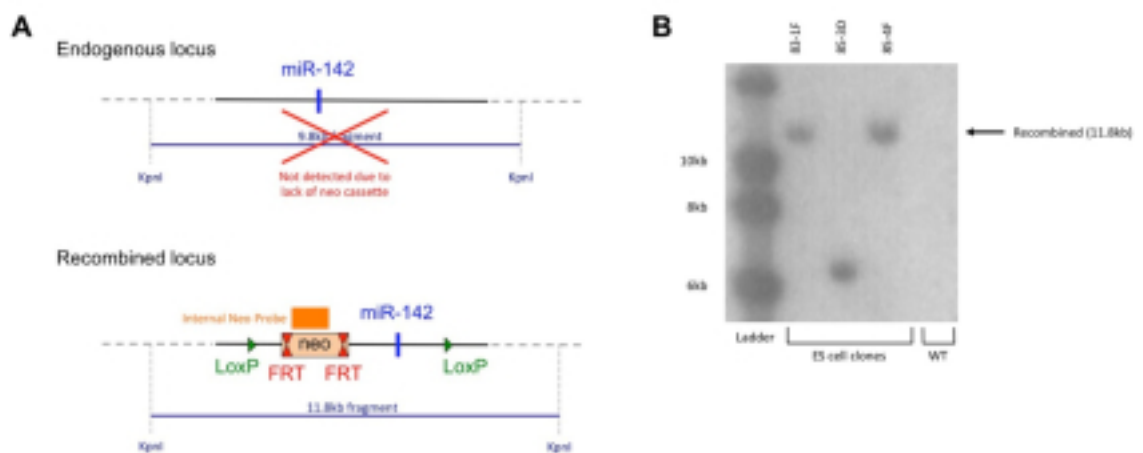 A
Endogenous locus
miR-142
9.8kb fragment
KpnI
KpnI
Not detected due to
lack of neo cassette
Recombined locus
Internal Neo Probe
miR-142
neo
LoxP
FRT
FRT
LoxP
11.8kb fragment
KpnI
KpnI
B
85-3D
Recombined (11.8kb)
10kb
8kb
6kb
Ladder
ES cell clones
WT